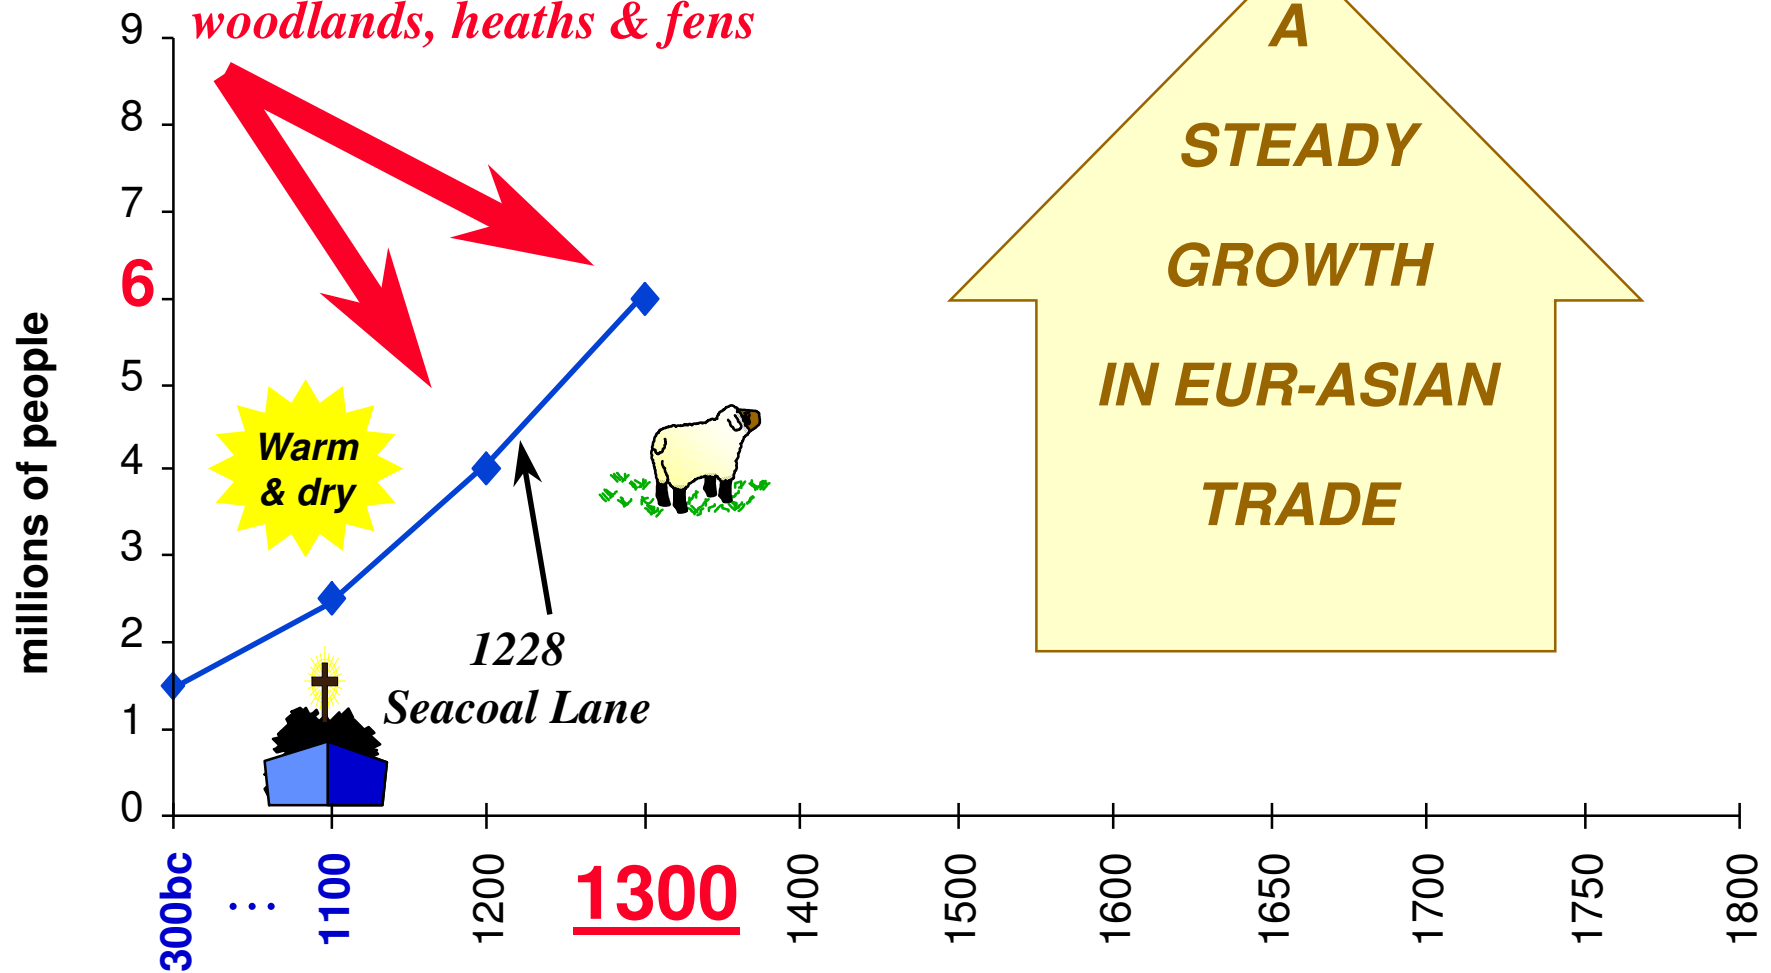 woodlands, heaths & fens
9
8
7
6
5
4
3
2
1
0
millions of people
Warm
& dry
1228
Seacoal Lane
A
STEADY
GROWTH
IN EUR-ASIAN
TRADE
300bc
...
1100
1200
1300
1400
1500
1600
1650
1700
1750
1800